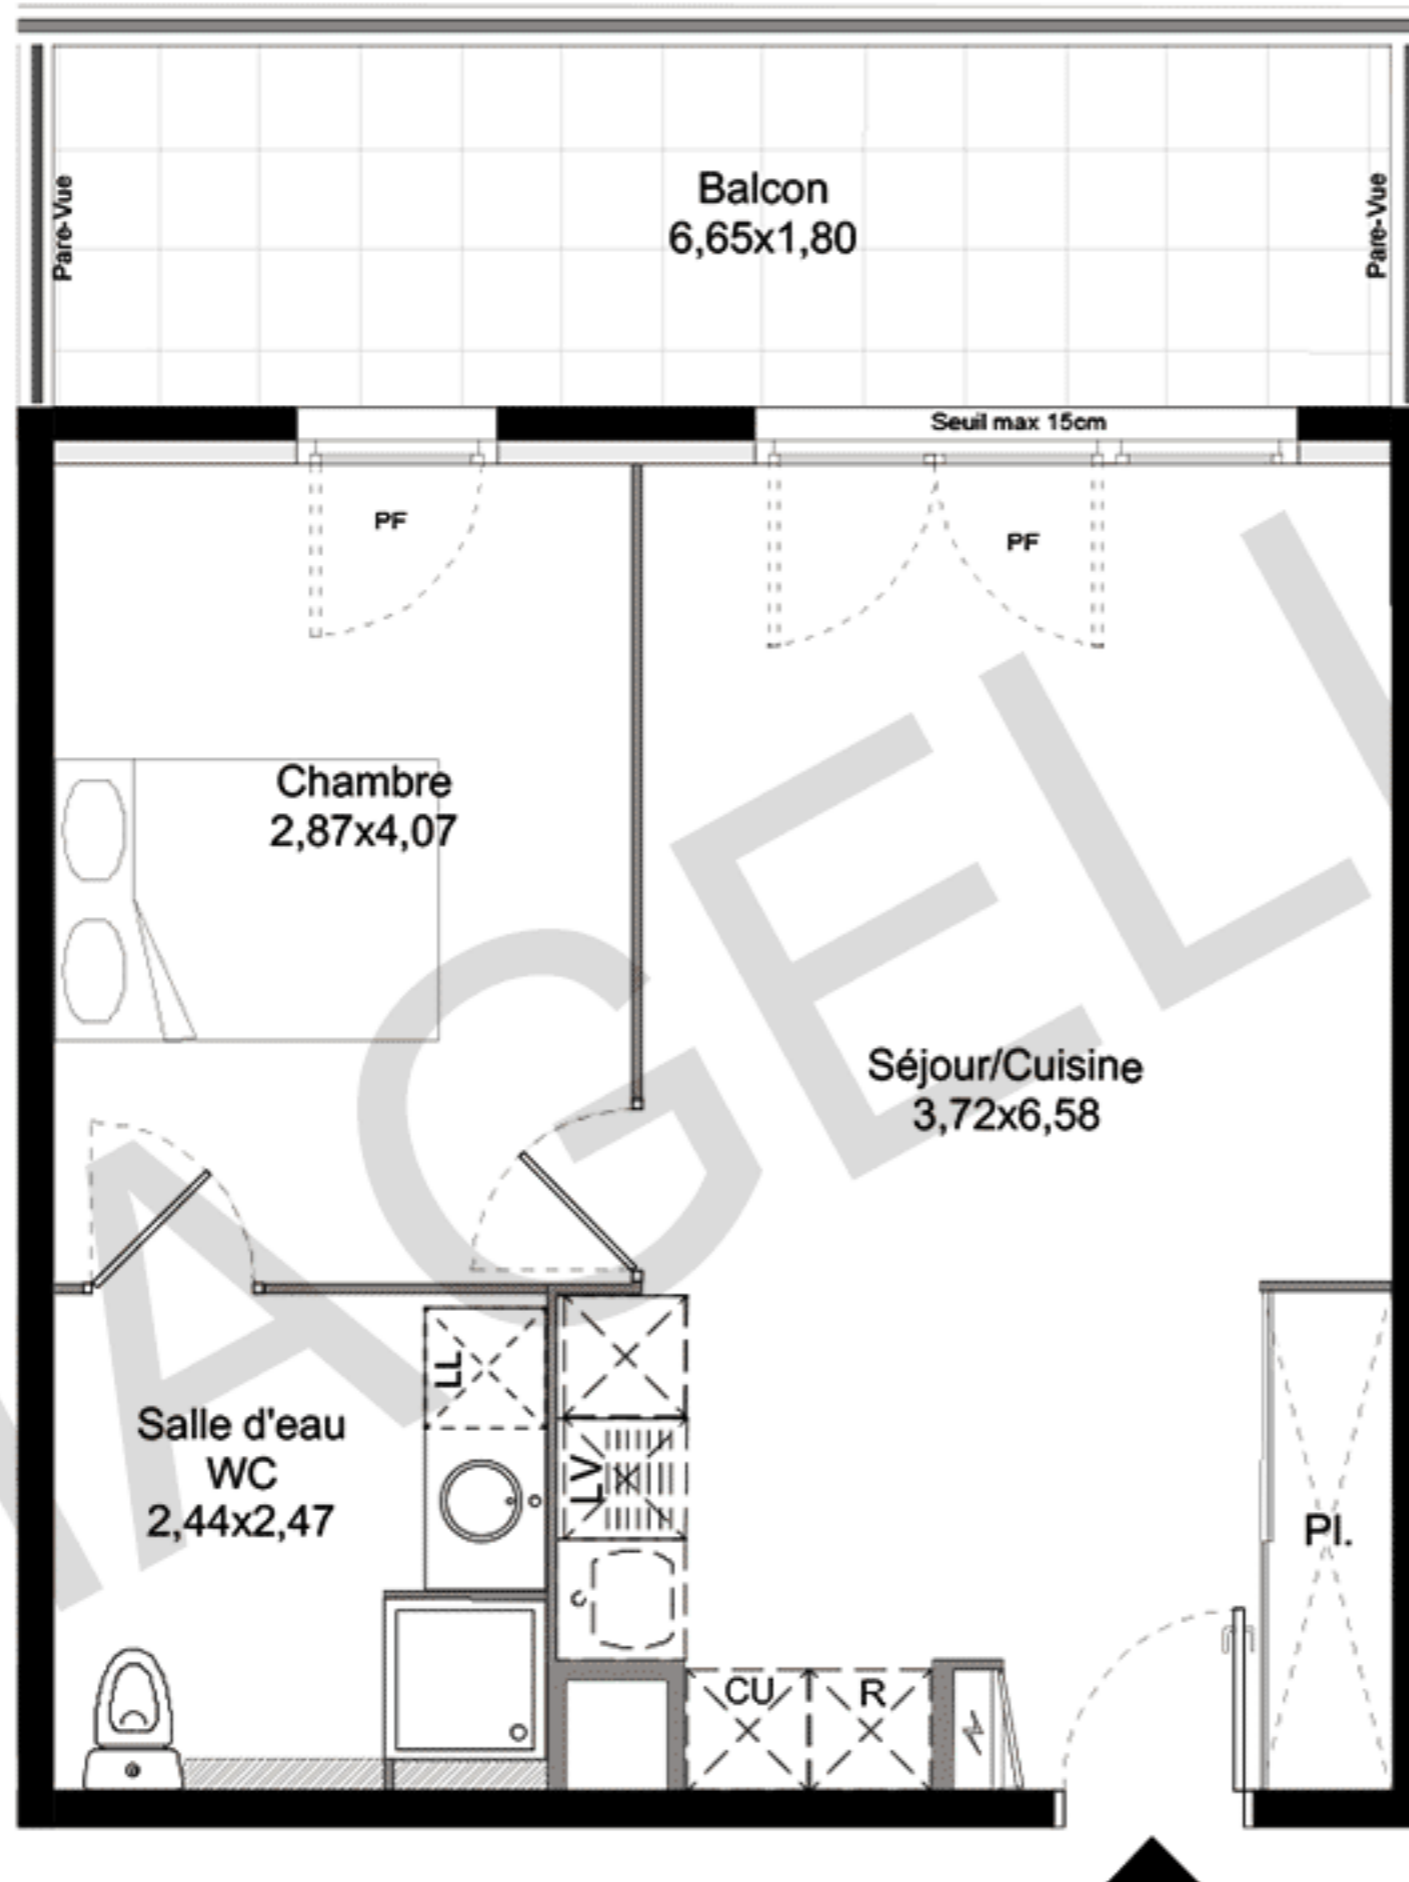 Pare-Vue
Balcon
6,65x1,80
Pare-Vue
Seuil max 15cm
PF
PF
Chambre
2,87x4,07
Séjour/Cuisine
3,72x6,58
LL
Salle d'eau
WC
2,44x2,47
LV
Pl.
CU
R
AGELL